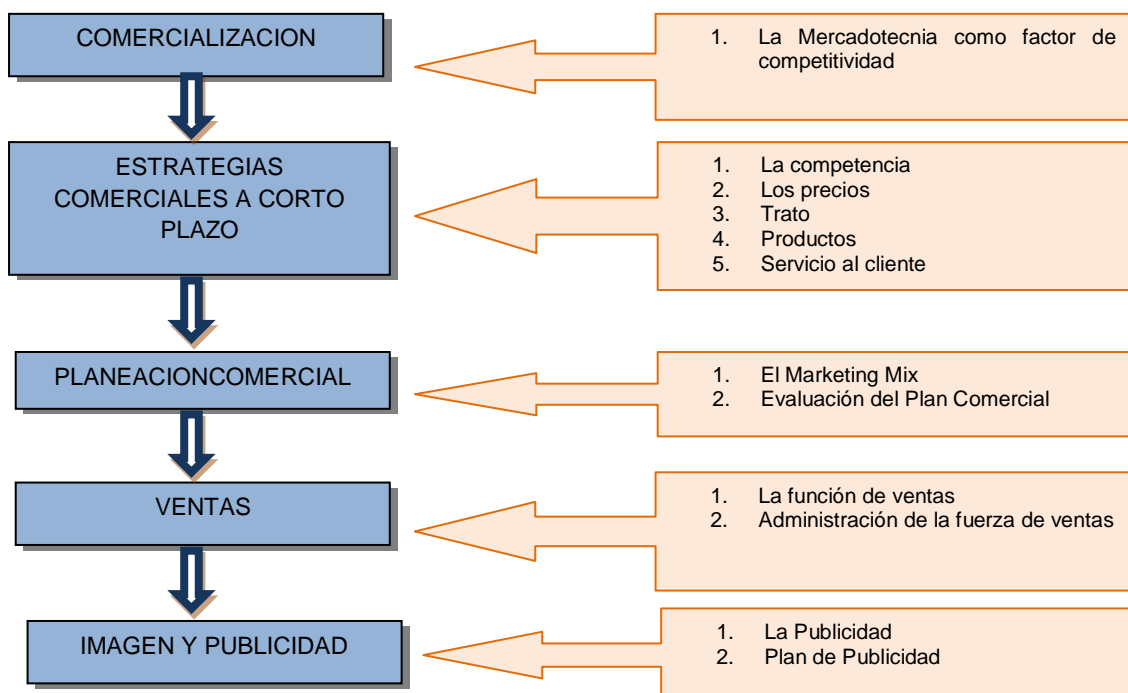 COMERCIALIZACION
1. La Mercadotecnia como factor de
competitividad
ESTRATEGIAS
COMERCIALES A CORTO
PLAZO
1. La competencia
2. Los precios
3. Trato
4. Productos
5. Servicio al cliente
PLANEACIONCOMERCIAL
1. El Marketing Mix
2. Evaluación del Plan Comercial
VENTAS
1. La función de ventas
2. Administración de la fuerza de ventas
IMAGEN Y PUBLICIDAD
1. La Publicidad
2. Plan de Publicidad